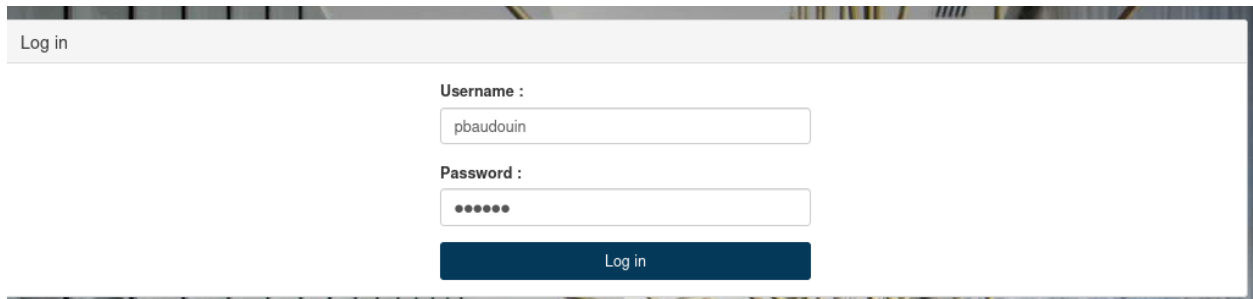 Log in
Username :
pbaudouin
Password :
●●●●●●
Log in